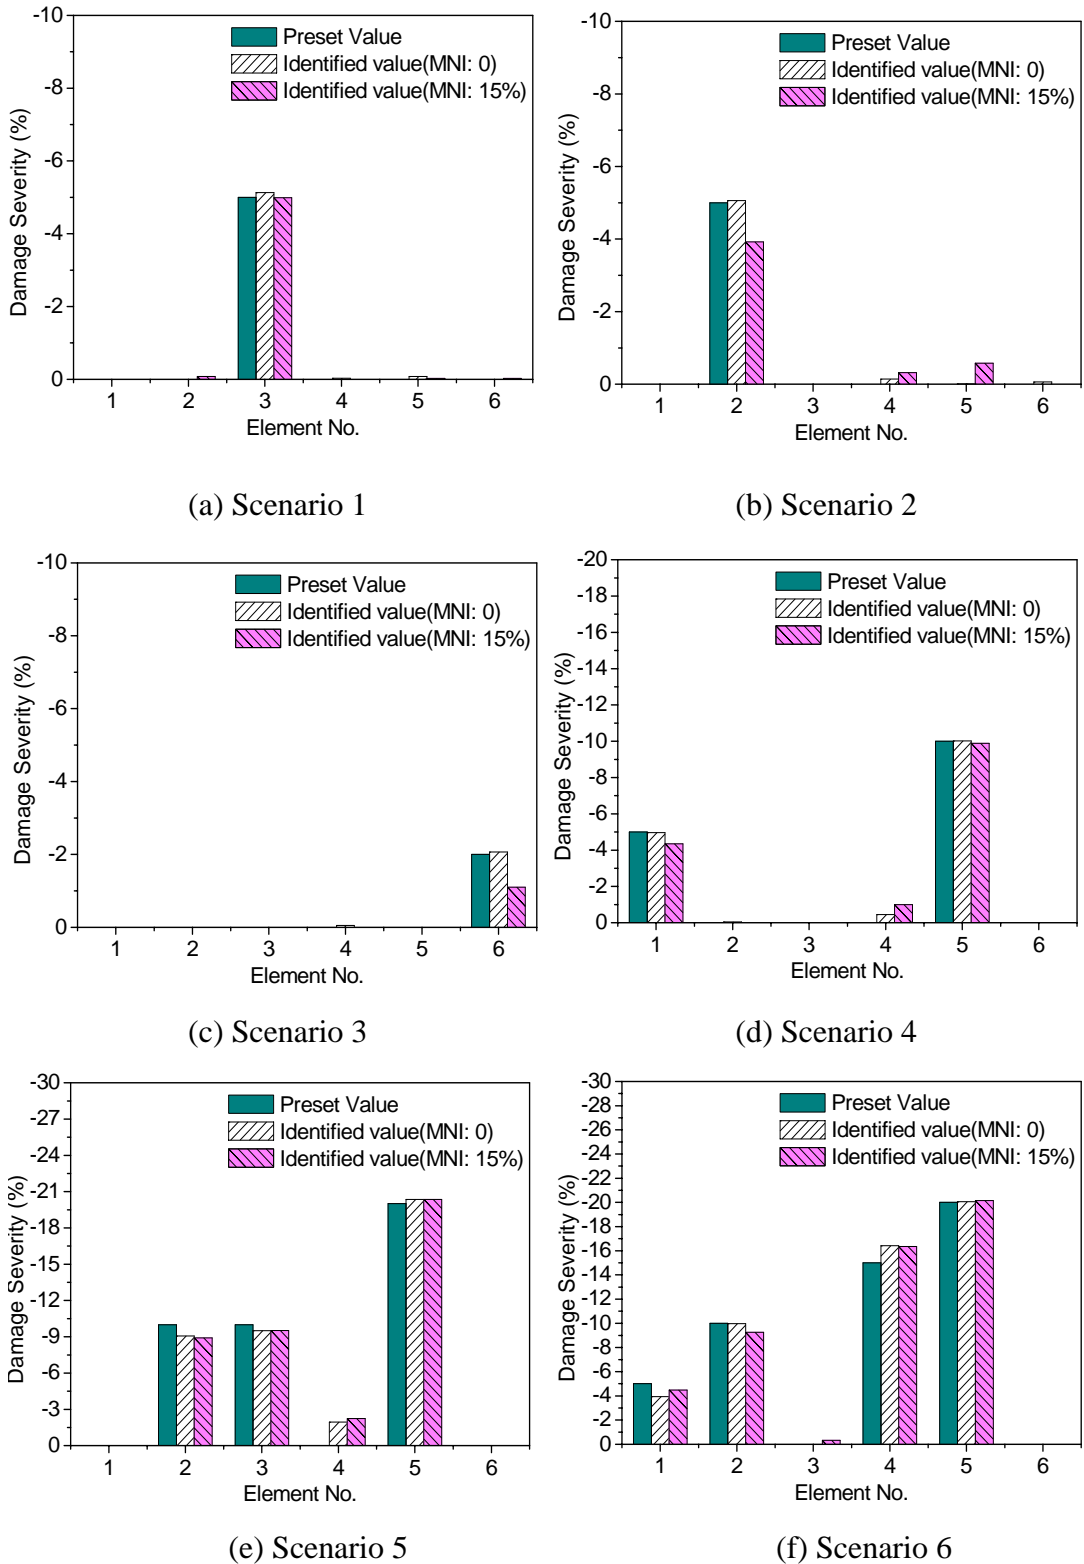 -10
-8
-6
-4
-2
0
Damage Severity (%)
Preset Value
Identified value(MNI: 0)
Identified value(MNI: 15%)
1 2 3 4 5 6
Element No.
(a) Scenario 1
-10
-8
-6
-4
-2
0
Damage Severity (%)
Preset Value
Identified value(MNI: 0)
Identified value(MNI: 15%)
1 2 3 4 5 6
Element No.
(b) Scenario 2
-10
-8
-6
-4
-2
0
Damage Severity (%)
Preset Value
Identified value(MNI: 0)
Identified value(MNI: 15%)
1 2 3 4 5 6
Element No.
(c) Scenario 3
-20
-18
-16
-14
-12
-10
-8
-6
-4
-2
0
Damage Severity (%)
Preset Value
Identified value(MNI: 0)
Identified value(MNI: 15%)
1 2 3 4 5 6
Element No.
(d) Scenario 4
-30
-27
-24
-21
-18
-15
-12
-9
-6
-3
0
Damage Severity (%)
Preset Value
Identified value(MNI: 0)
Identified value(MNI: 15%)
1 2 3 4 5 6
Element No.
(e) Scenario 5
-30
-28
-26
-24
-22
-20
-18
-16
-14
-12
-10
-8
-6
-4
-2
0
Damage Severity (%)
Preset Value
Identified value(MNI: 0)
Identified value(MNI: 15%)
1 2 3 4 5 6
Element No.
(f) Scenario 6